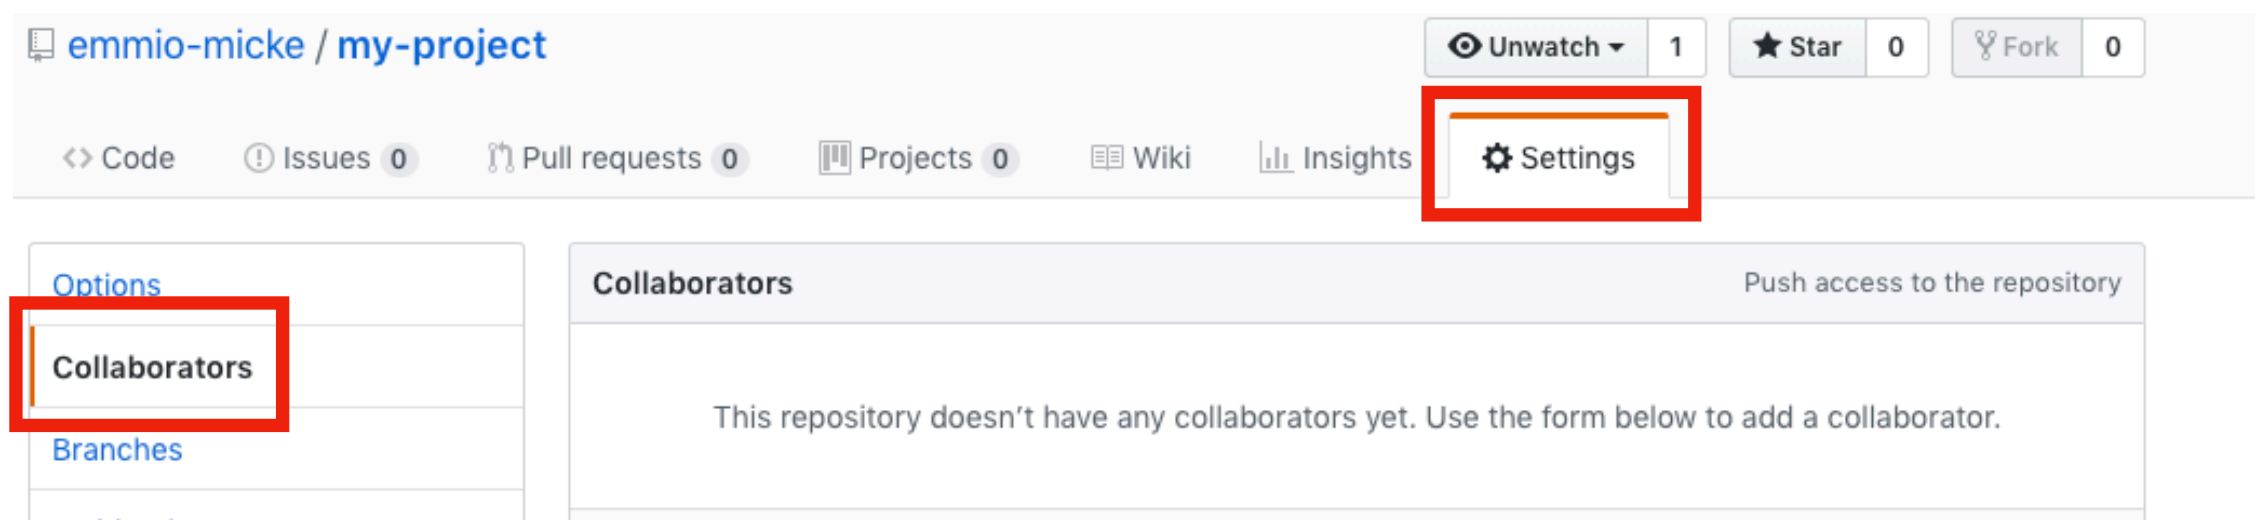 emmio-micke / my-project
Unwatch 1 Star 0 Fork 0
Code Issues 0 Pull requests 0 Projects 0 Wiki Insights Settings
Options
Collaborators
Branches
Collaborators Push access to the repository
This repository doesn't have any collaborators yet. Use the form below to add a collaborator.